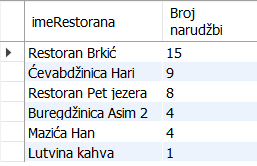 imeRestorana Broj narudžbi
Restoran Brkić 15
Ćevabdžinica Hari 9
Restoran Pet jezera 8
Buregdžinica Asim 2 4
Mazića Han 4
Lutvina kahva 1